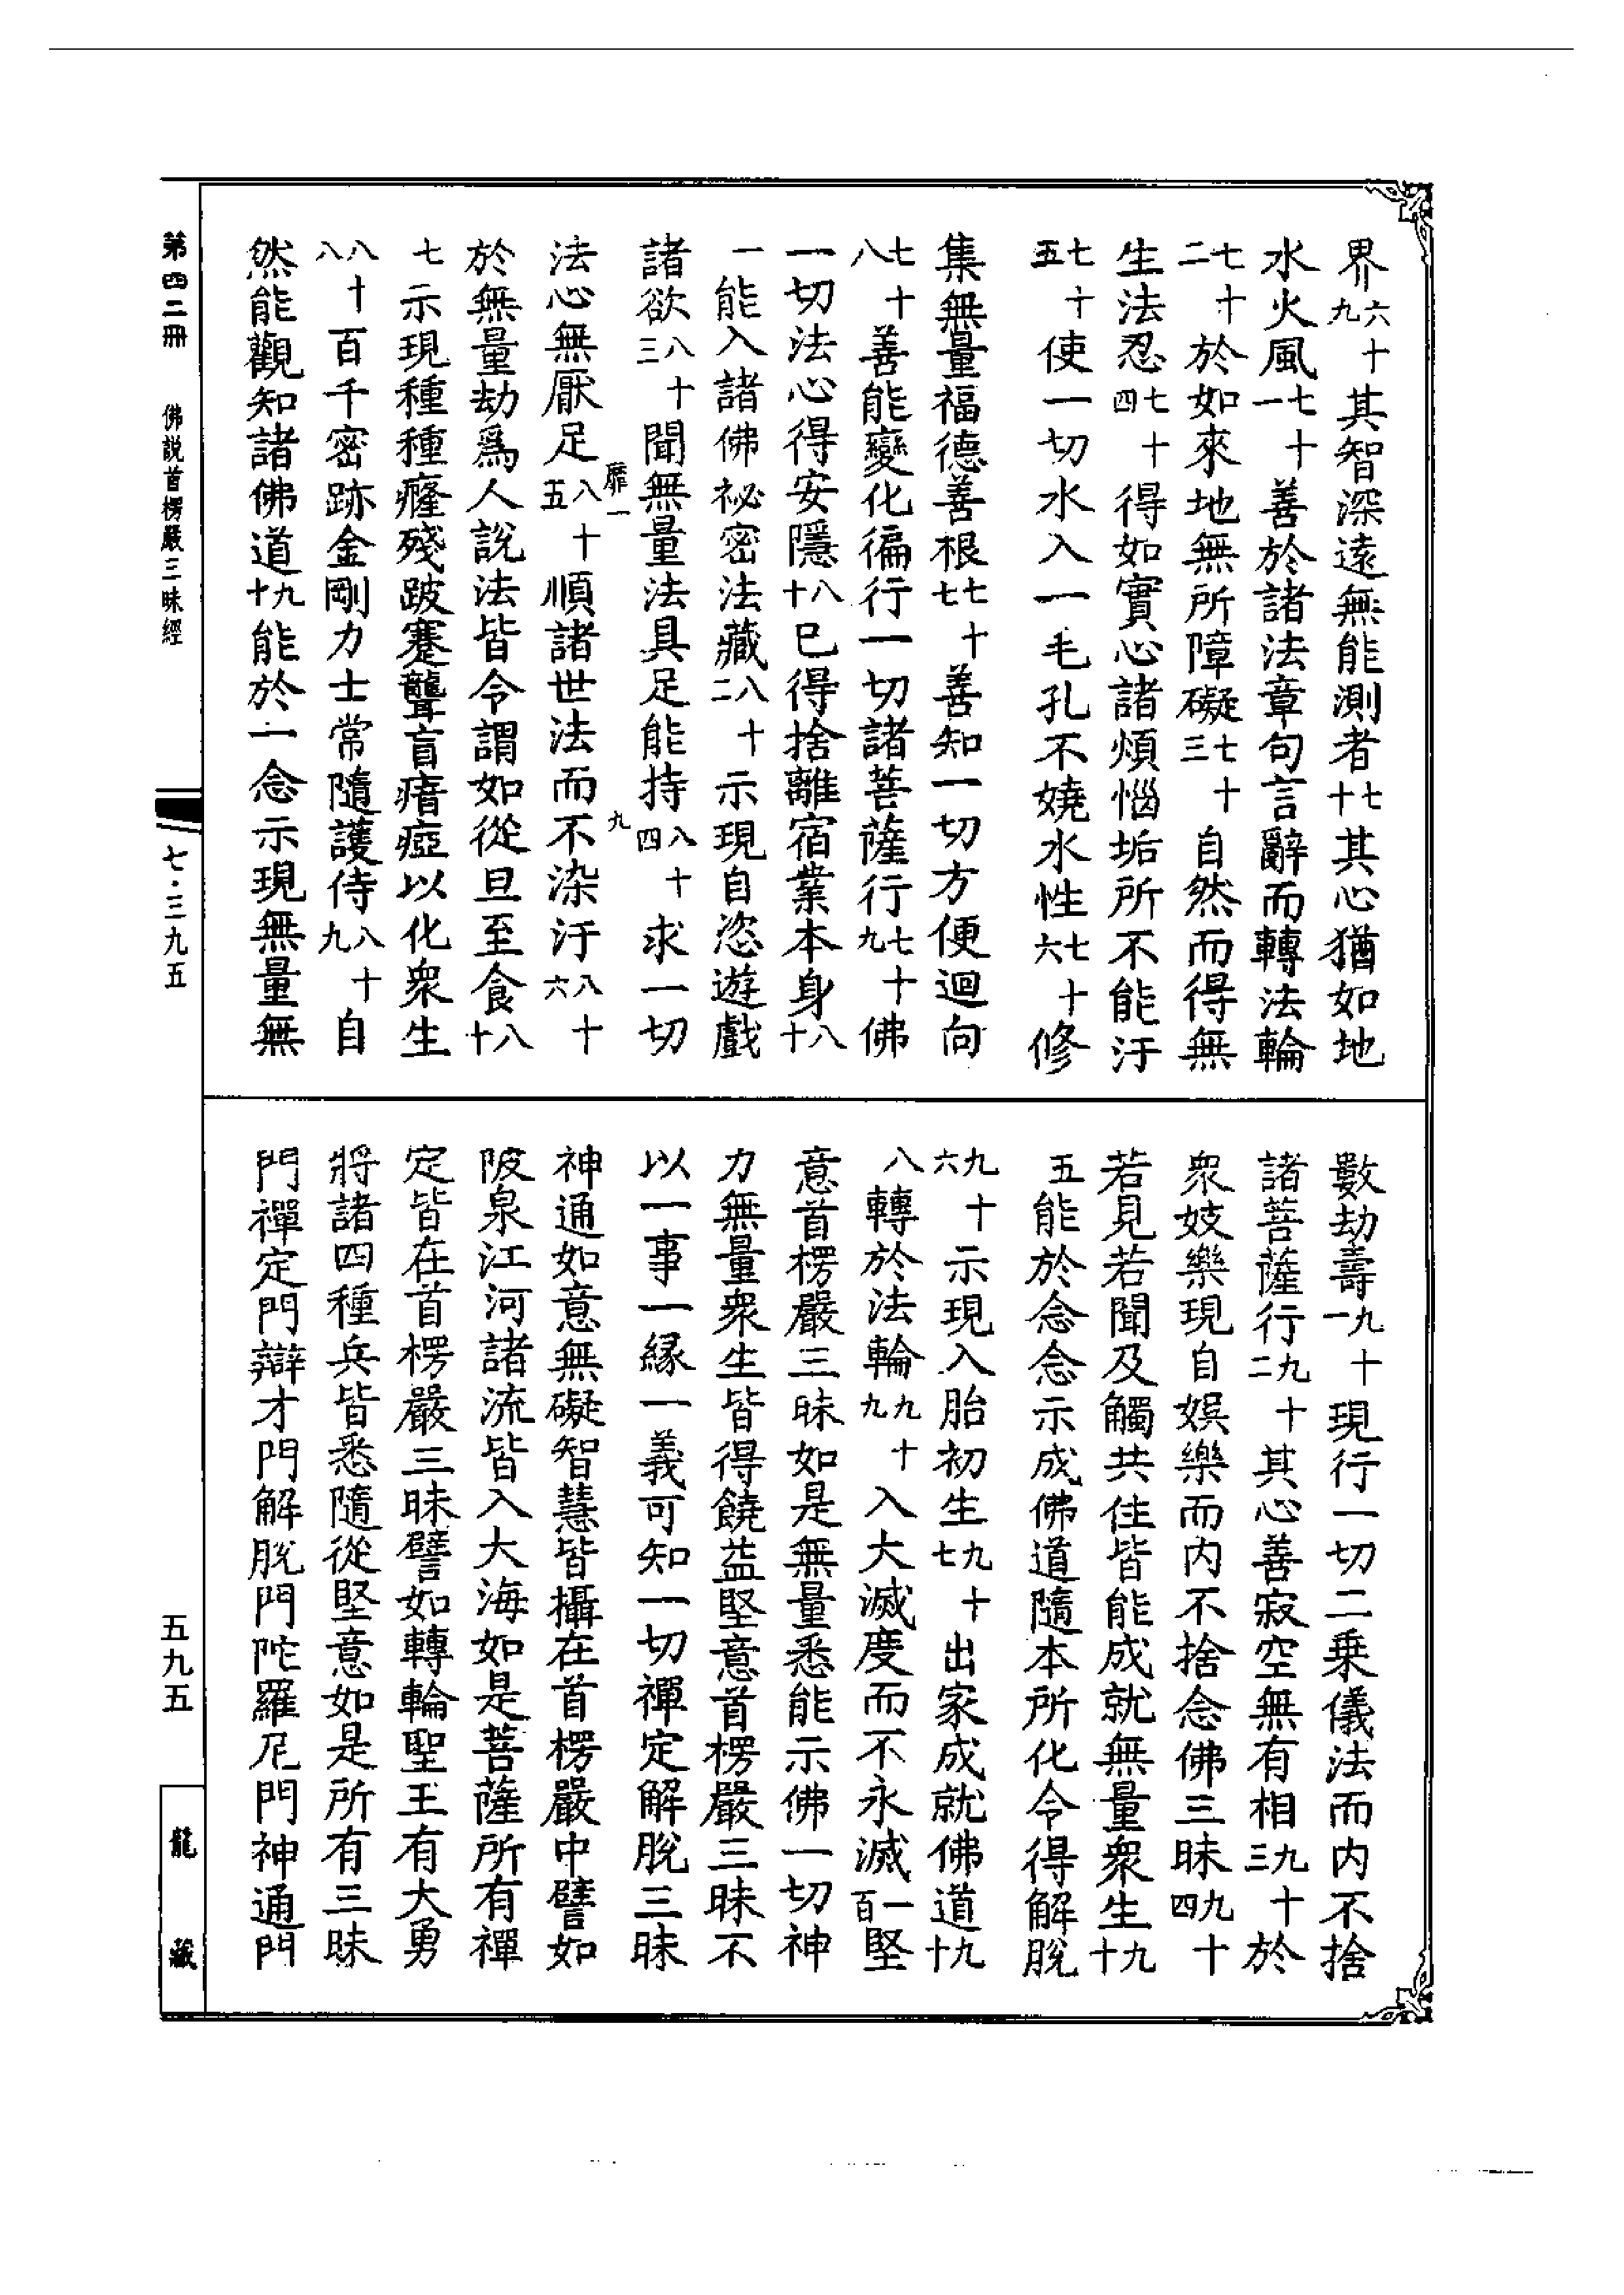 界六十九其智深遠無能測者七十其心猶如地
水火風七十一善於諸法章句言辭而轉法輪
七十二於如來地無所障礙七十三自然而得無
生法忍七十四得如實心諸煩惱垢所不能汙
七十五使一切水入一毛孔不嬈水性七十六修
集無量福德善根七十七善知一切方便迴向
七十八善能變化徧行一切諸菩薩行七十九佛
一切法心得安隱八十已得捨離宿業本身八十
一能入諸佛祕密法藏八十二示現自恣遊戲
諸欲八十三聞無量法具足能持八十四求一切
靡一
九
法心無厭足八十五順諸世法而不染汙八十六
於無量劫爲人說法皆令謂如從旦至食八十
七示現種種癃殘跛蹇聾盲瘖瘂以化衆生
八十八百千密跡金剛力士常隨護侍八十九自
然能觀知諸佛道九十能於一念示現無量無
數劫壽九十一現行一切二乘儀法而內不捨
諸菩薩行九十二其心善寂空無有相九十三於
衆妓樂現自娛樂而內不捨念佛三昧九十四
若見若聞及觸共住皆能成就無量衆生九十
五能於念念示成佛道隨本所化令得解脫
九十六示現入胎初生九十七出家成就佛道九十
八轉於法輪九十九入大滅度而不永滅一百堅
意首楞嚴三昧如是無量悉能示佛一切神
力無量衆生皆得饒益堅意首楞嚴三昧不
以一事一緣一義可知一切禪定解脫三昧
神通如意無礙智慧皆攝在首楞嚴中譬如
陂泉江河諸流皆入大海如是菩薩所有禪
定皆在首楞嚴三昧譬如轉輪聖王有大勇
將諸四種兵皆悉隨從堅意如是所有三昧
門禪定門辯才門解脫門陀羅尼門神通門
第四二冊 佛說首楞嚴三昧經
七·三九五
五九五
龍藏